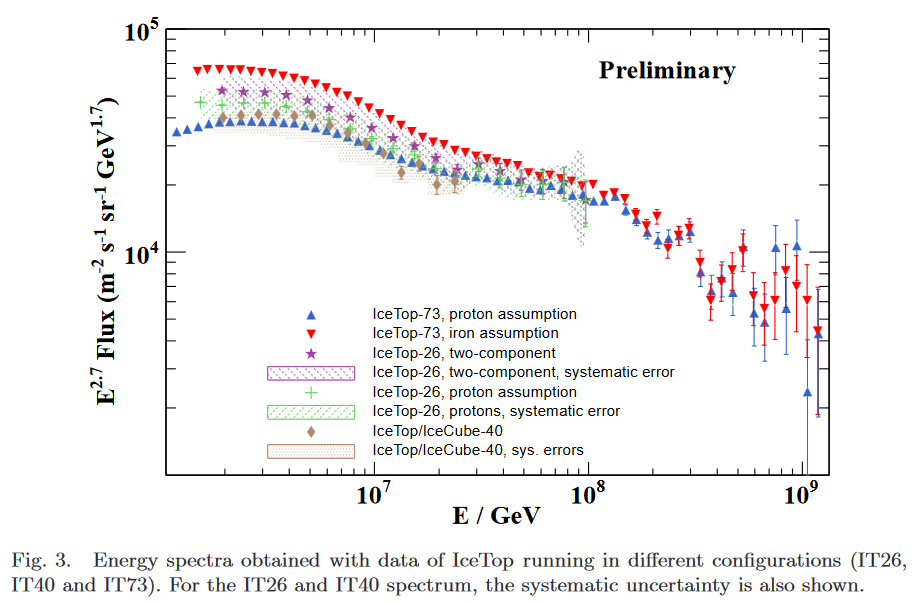 10^5
Preliminary
E^2.7 Flux (m^-2 s^-1 sr^-1 GeV^1.7)
10^4
IceTop-73, proton assumption
IceTop-73, iron assumption
IceTop-26, two-component
IceTop-26, two-component, systematic error
IceTop-26, proton assumption
IceTop-26, protons, systematic error
IceTop/IceCube-40
IceTop/IceCube-40, sys. errors
10^7 10^8 10^9
E / GeV
Fig. 3. Energy spectra obtained with data of IceTop running in different configurations (IT26,
IT40 and IT73). For the IT26 and IT40 spectrum, the systematic uncertainty is also shown.